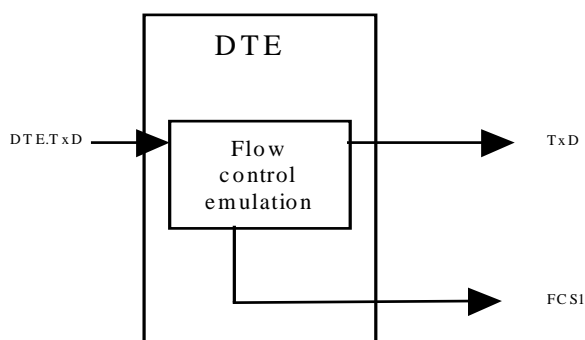 DTE
DTE.TxD
Flow
control
emulation
TxD
FCS1